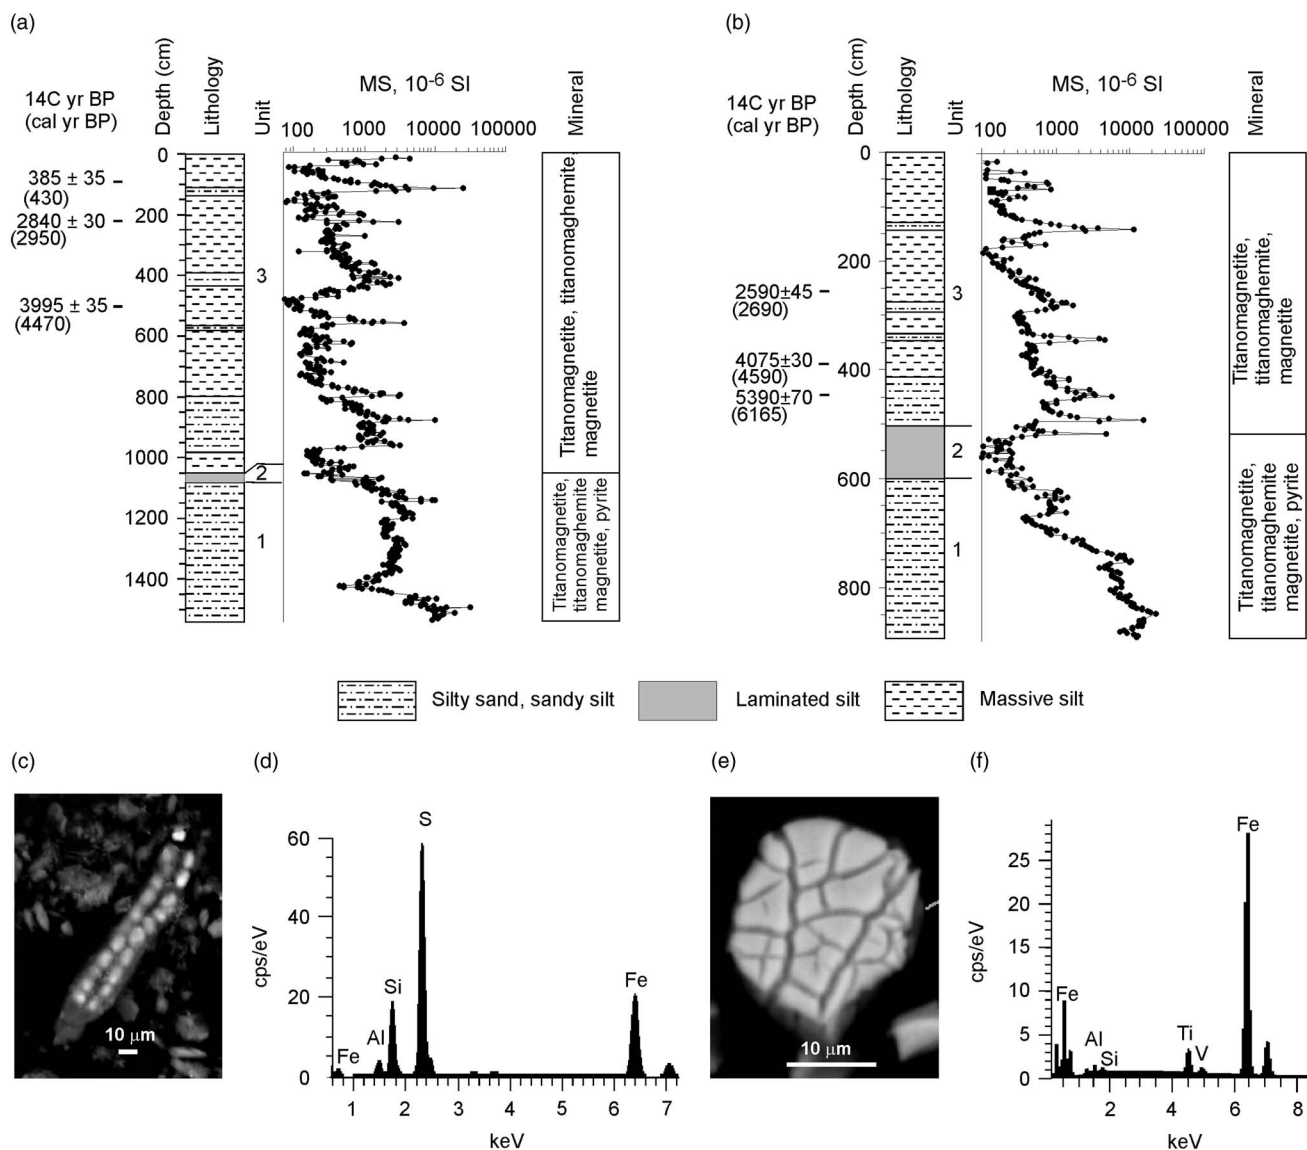 (a)
14C yr BP
(cal yr BP)
Depth (cm)
Lithology
Unit
MS, 10-6 SI
Mineral
100 1000 10000 100000
0
200
400
600
800
1000
1200
1400
385 ± 35
(430)
2840 ± 30
(2950)
3995 ± 35
(4470)
3
2
1
Titanomagnetite, titanomaghemite,
magnetite
Titanomagnetite,
titanomaghemite
magnetite, pyrite
(b)
14C yr BP
(cal yr BP)
Depth (cm)
Lithology
Unit
MS, 10-6 SI
Mineral
100 1000 10000 100000
0
200
400
600
800
2590±45
(2690)
4075±30
(4590)
5390±70
(6165)
3
2
1
Titanomagnetite,
titanomaghemite,
magnetite
Titanomagnetite,
titanomaghemite
magnetite, pyrite
Silty sand, sandy silt
Laminated silt
Massive silt
(c)
10 µm
(d)
cps/eV
60
40
20
0
Fe
Al
Si
S
Fe
1 2 3 4 5 6 7
keV
(e)
10 µm
(f)
cps/eV
25
20
15
10
5
0
Fe
Al
Si
Ti
V
Fe
2 4 6 8
keV